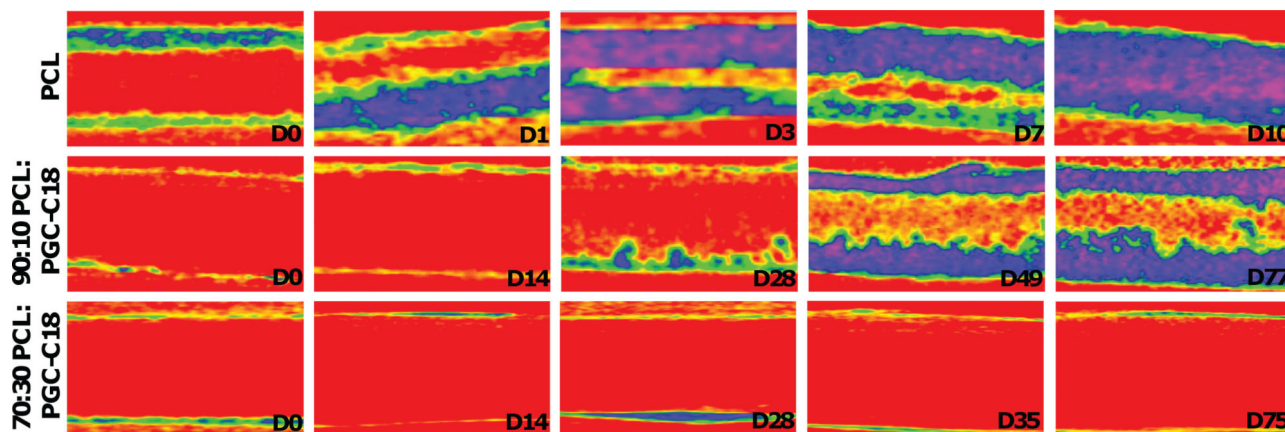 PCL
D0
D1
D3
D7
D10
90:10 PCL:
PGC-C18
D0
D14
D28
D49
D77
70:30 PCL:
PGC-C18
D0
D14
D28
D35
D75